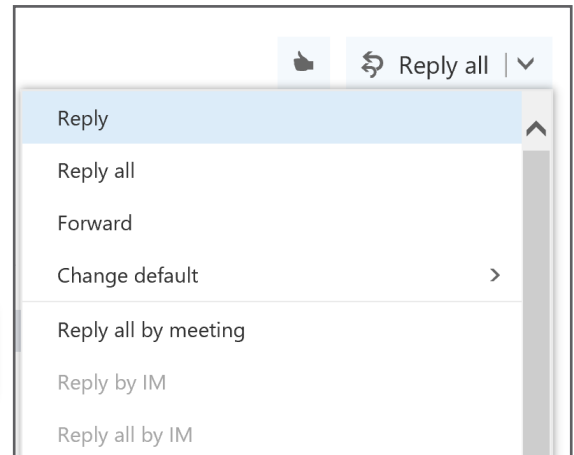 Reply all
Reply
Reply all
Forward
Change default
Reply all by meeting
Reply by IM
Reply all by IM